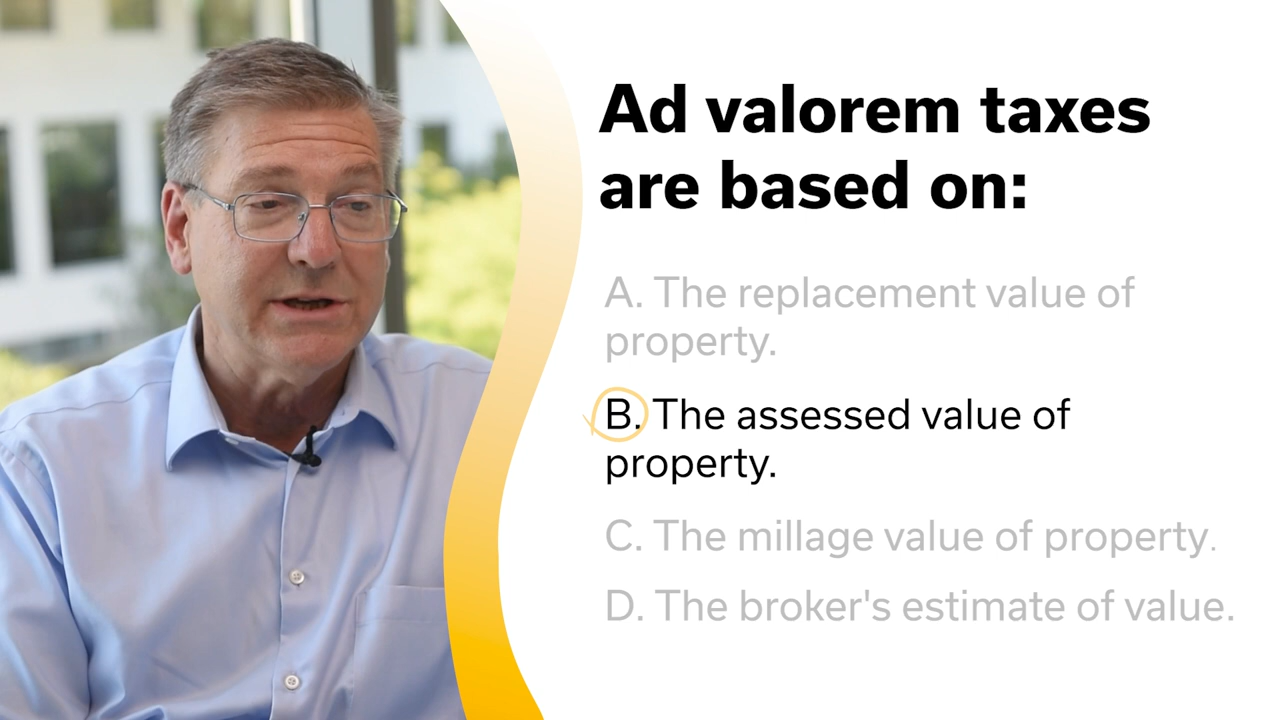 Ad valorem taxes
are based on:
A. The replacement value of
property.
B. The assessed value of
property.
C. The millage value of property.
D. The broker's estimate of value.